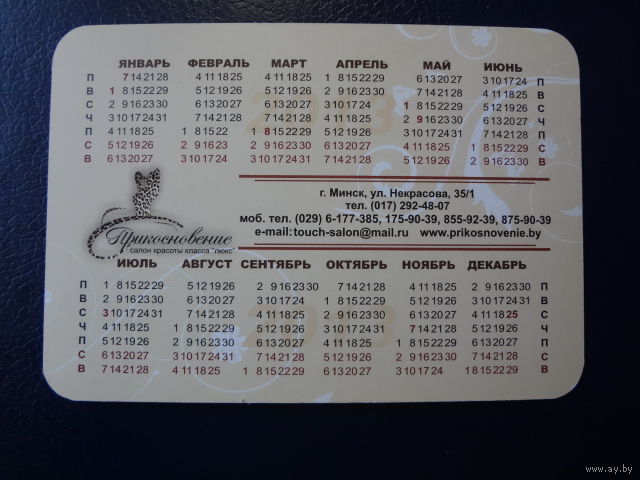 ЯНВАРЬ ФЕВРАЛЬ МАРТ АПРЕЛЬ МАЙ ИЮНЬ
П 7 14 21 28 4 11 18 25 4 11 18 25 1 8 15 22 29 6 13 20 27 3 10 17 24 П
В 1 8 15 22 29 5 12 19 26 5 12 19 26 2 9 16 23 30 7 14 21 28 4 11 18 25 В
С 2 9 16 23 30 6 13 20 27 6 13 20 27 3 10 17 24 1 8 15 22 29 5 12 19 26 С
Ч 3 10 17 24 31 7 14 21 28 7 14 21 28 4 11 18 25 2 9 16 23 30 6 13 20 27 Ч
П 4 11 18 25 1 8 15 22 1 8 15 22 29 5 12 19 26 3 10 17 24 31 7 14 21 28 П
С 5 12 19 26 2 9 16 23 2 9 16 23 30 6 13 20 27 4 11 18 25 1 8 15 22 29 С
В 6 13 20 27 3 10 17 24 3 10 17 24 31 7 14 21 28 5 12 19 26 2 9 16 23 30 В
2013
Прикосновение
салон красоты класса "люкс"
г. Минск, ул. Некрасова, 35/1
тел. (017) 292-48-07
моб. тел. (029) 6-177-385, 175-90-39, 855-92-39, 875-90-39
e-mail:touch-salon@mail.ru www.prikosnovenie.by
ИЮЛЬ АВГУСТ СЕНТЯБРЬ ОКТЯБРЬ НОЯБРЬ ДЕКАБРЬ
П 1 8 15 22 29 5 12 19 26 2 9 16 23 30 7 14 21 28 4 11 18 25 2 9 16 23 30 П
В 2 9 16 23 30 6 13 20 27 3 10 17 24 1 8 15 22 29 5 12 19 26 3 10 17 24 31 В
С 3 10 17 24 31 7 14 21 28 4 11 18 25 2 9 16 23 30 6 13 20 27 4 11 18 25 С
Ч 4 11 18 25 1 8 15 22 29 5 12 19 26 3 10 17 24 31 7 14 21 28 5 12 19 26 Ч
П 5 12 19 26 2 9 16 23 30 6 13 20 27 4 11 18 25 1 8 15 22 29 6 13 20 27 П
С 6 13 20 27 3 10 17 24 31 7 14 21 28 5 12 19 26 2 9 16 23 30 7 14 21 28 С
В 7 14 21 28 4 11 18 25 1 8 15 22 29 6 13 20 27 3 10 17 24 1 8 15 22 29 В
2013
www.ay.by